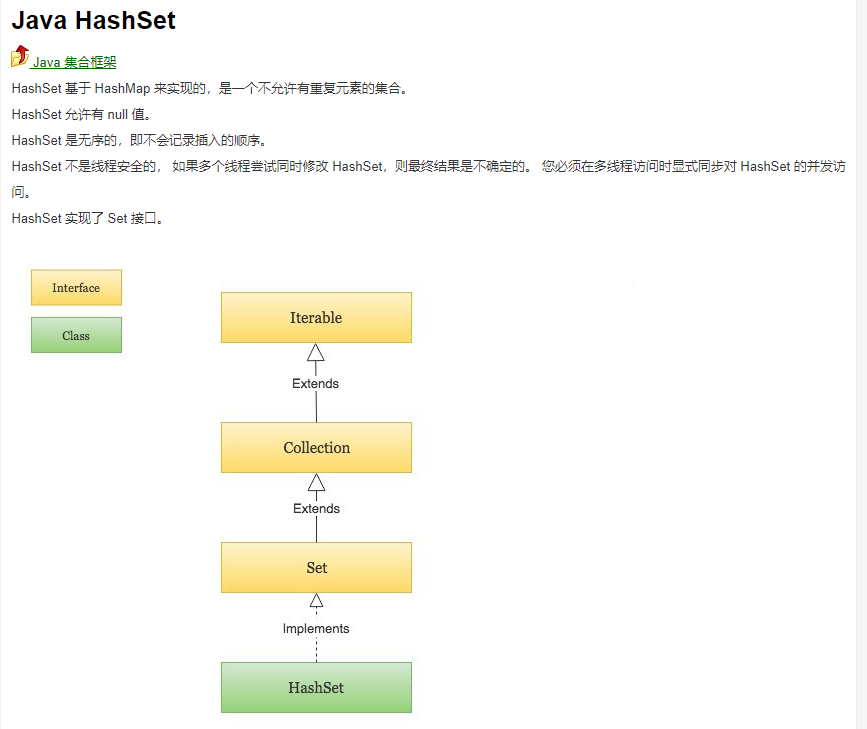 Java HashSet
Java 集合框架
HashSet 基于 HashMap 来实现的，是一个不允许有重复元素的集合。
HashSet 允许有 null 值。
HashSet 是无序的，即不会记录插入的顺序。
HashSet 不是线程安全的， 如果多个线程尝试同时修改 HashSet，则最终结果是不确定的。 您必须在多线程访问时显式同步对 HashSet 的并发访
问。
HashSet 实现了 Set 接口。
Interface
Class
Iterable
Extends
Collection
Extends
Set
Implements
HashSet